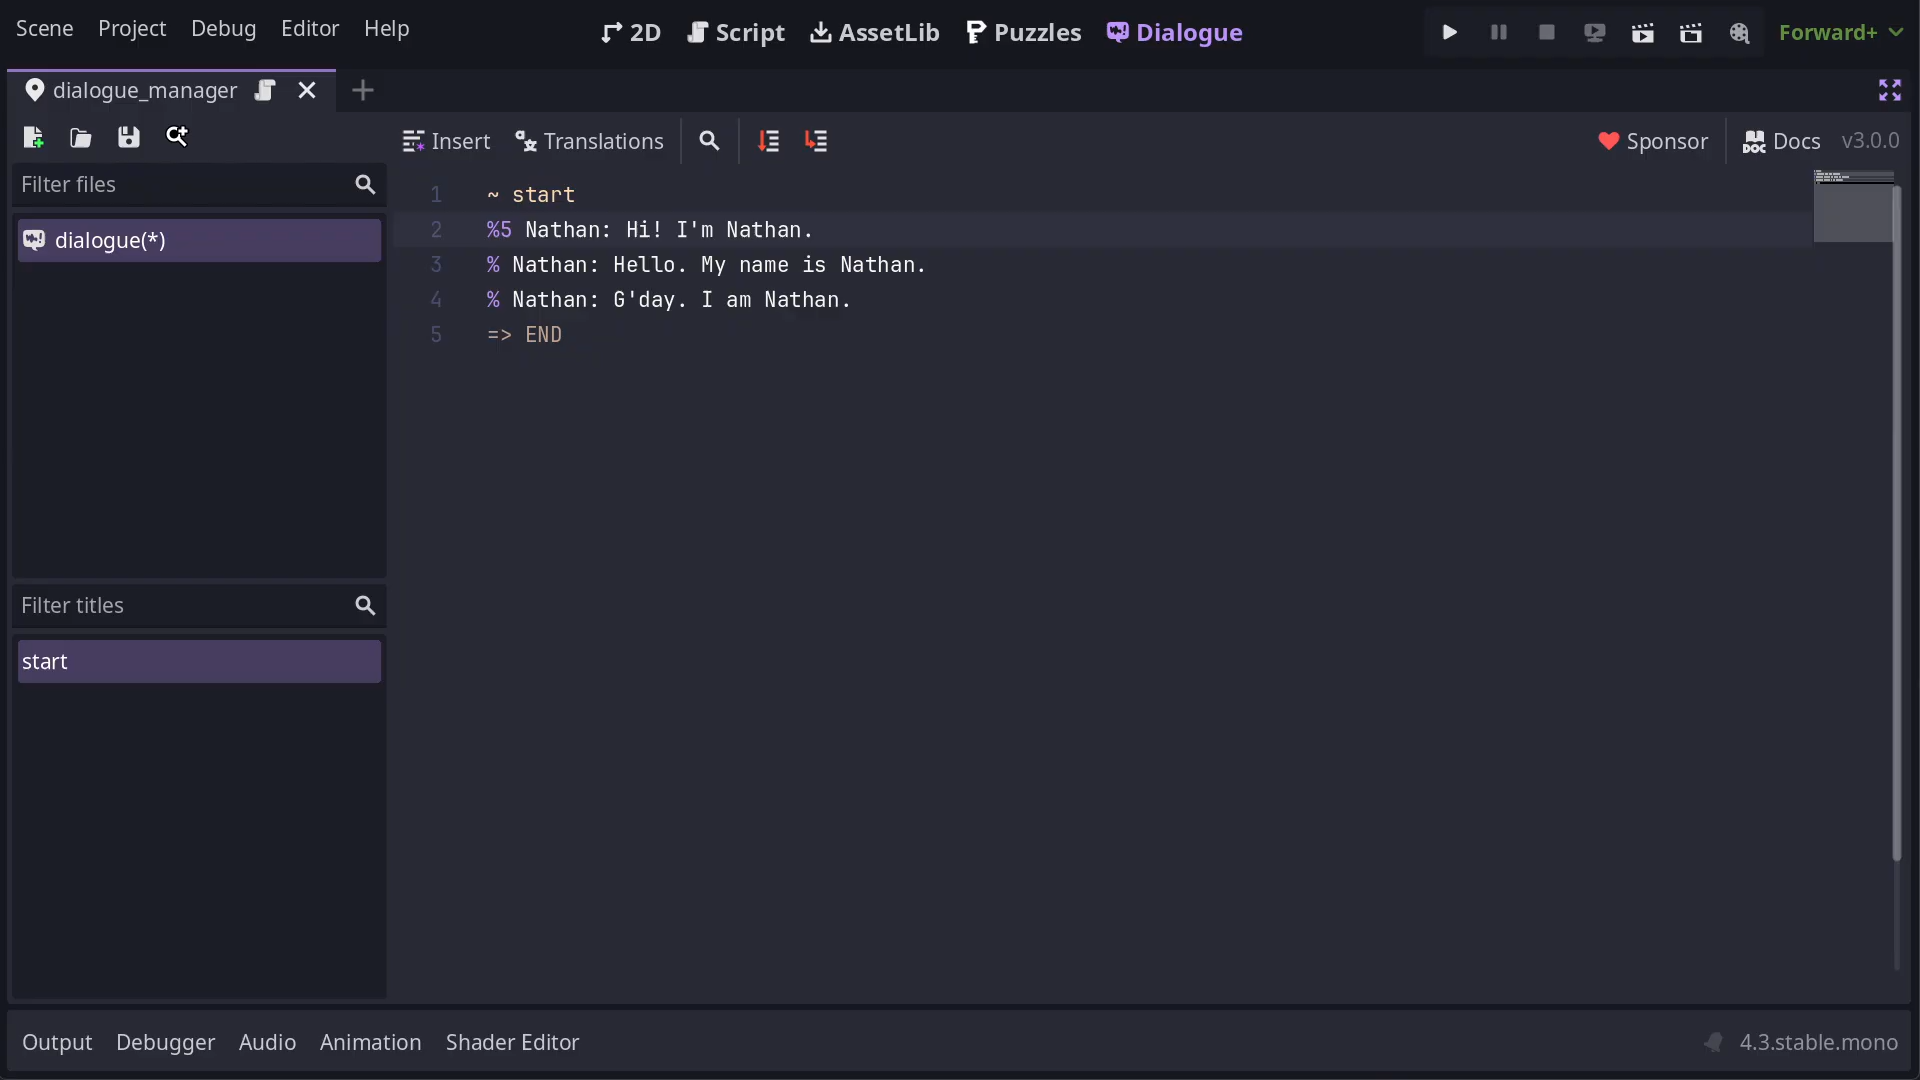 Scene Project Debug Editor Help
2D Script AssetLib Puzzles Dialogue
Forward+
dialogue_manager
Insert Translations
Sponsor DOC Docs v3.0.0
Filter files
dialogue(*)
1 ~ start
2 %5 Nathan: Hi! I'm Nathan.
3 % Nathan: Hello. My name is Nathan.
4 % Nathan: G'day. I am Nathan.
5 => END
Filter titles
start
Output Debugger Audio Animation Shader Editor
4.3.stable.mono